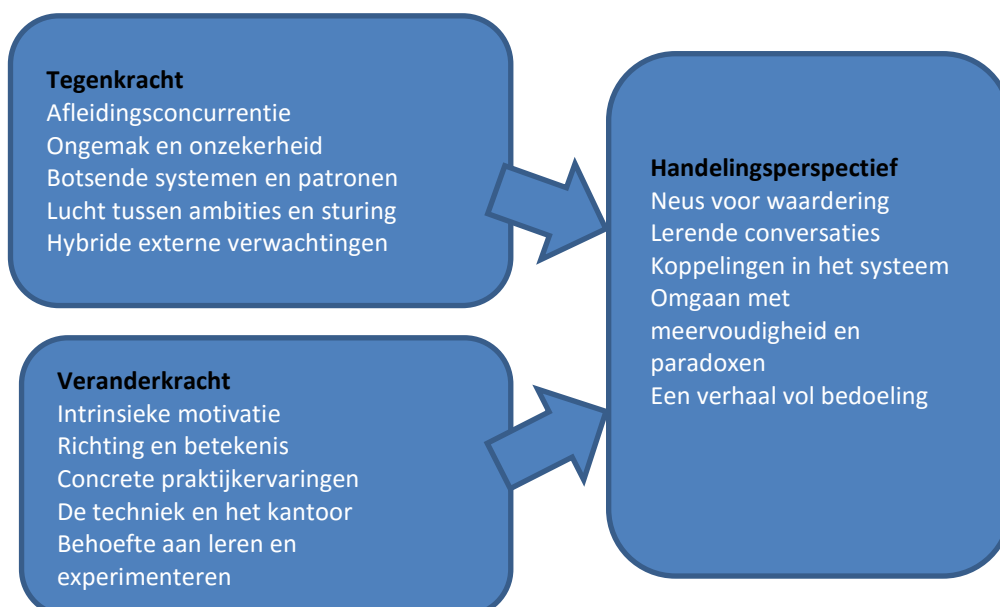 Tegenkracht
Afleidingsconcurrentie
Ongemak en onzekerheid
Botsende systemen en patronen
Lucht tussen ambities en sturing
Hybride externe verwachtingen
Veranderkracht
Intrinsieke motivatie
Richting en betekenis
Concrete praktijkervaringen
De techniek en het kantoor
Behoefte aan leren en
experimenteren
Handelingsperspectief
Neus voor waardering
Lerende conversaties
Koppelingen in het systeem
Omgaan met
meervoudigheid en
paradoxen
Een verhaal vol bedoeling